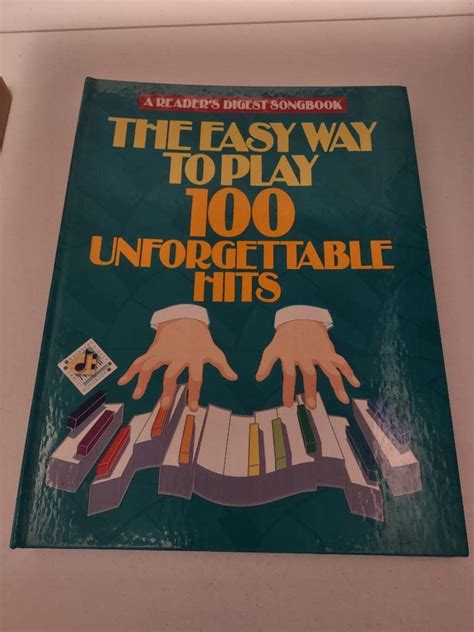 A READER'S DIGEST SONGBOOK
THE EASY WAY
TO PLAY
100
UNFORGETTABLE
HITS